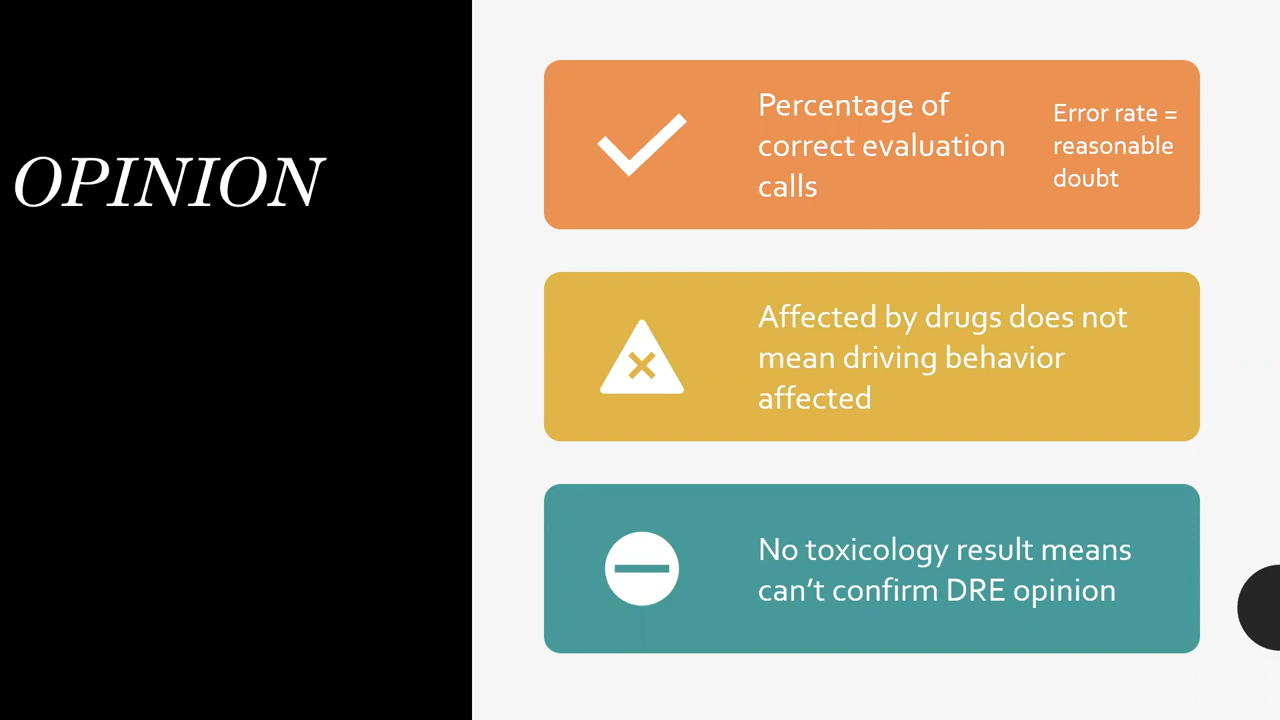 OPINION
Percentage of
correct evaluation
calls
Error rate =
reasonable
doubt
Affected by drugs does not
mean driving behavior
affected
No toxicology result means
can’t confirm DRE opinion